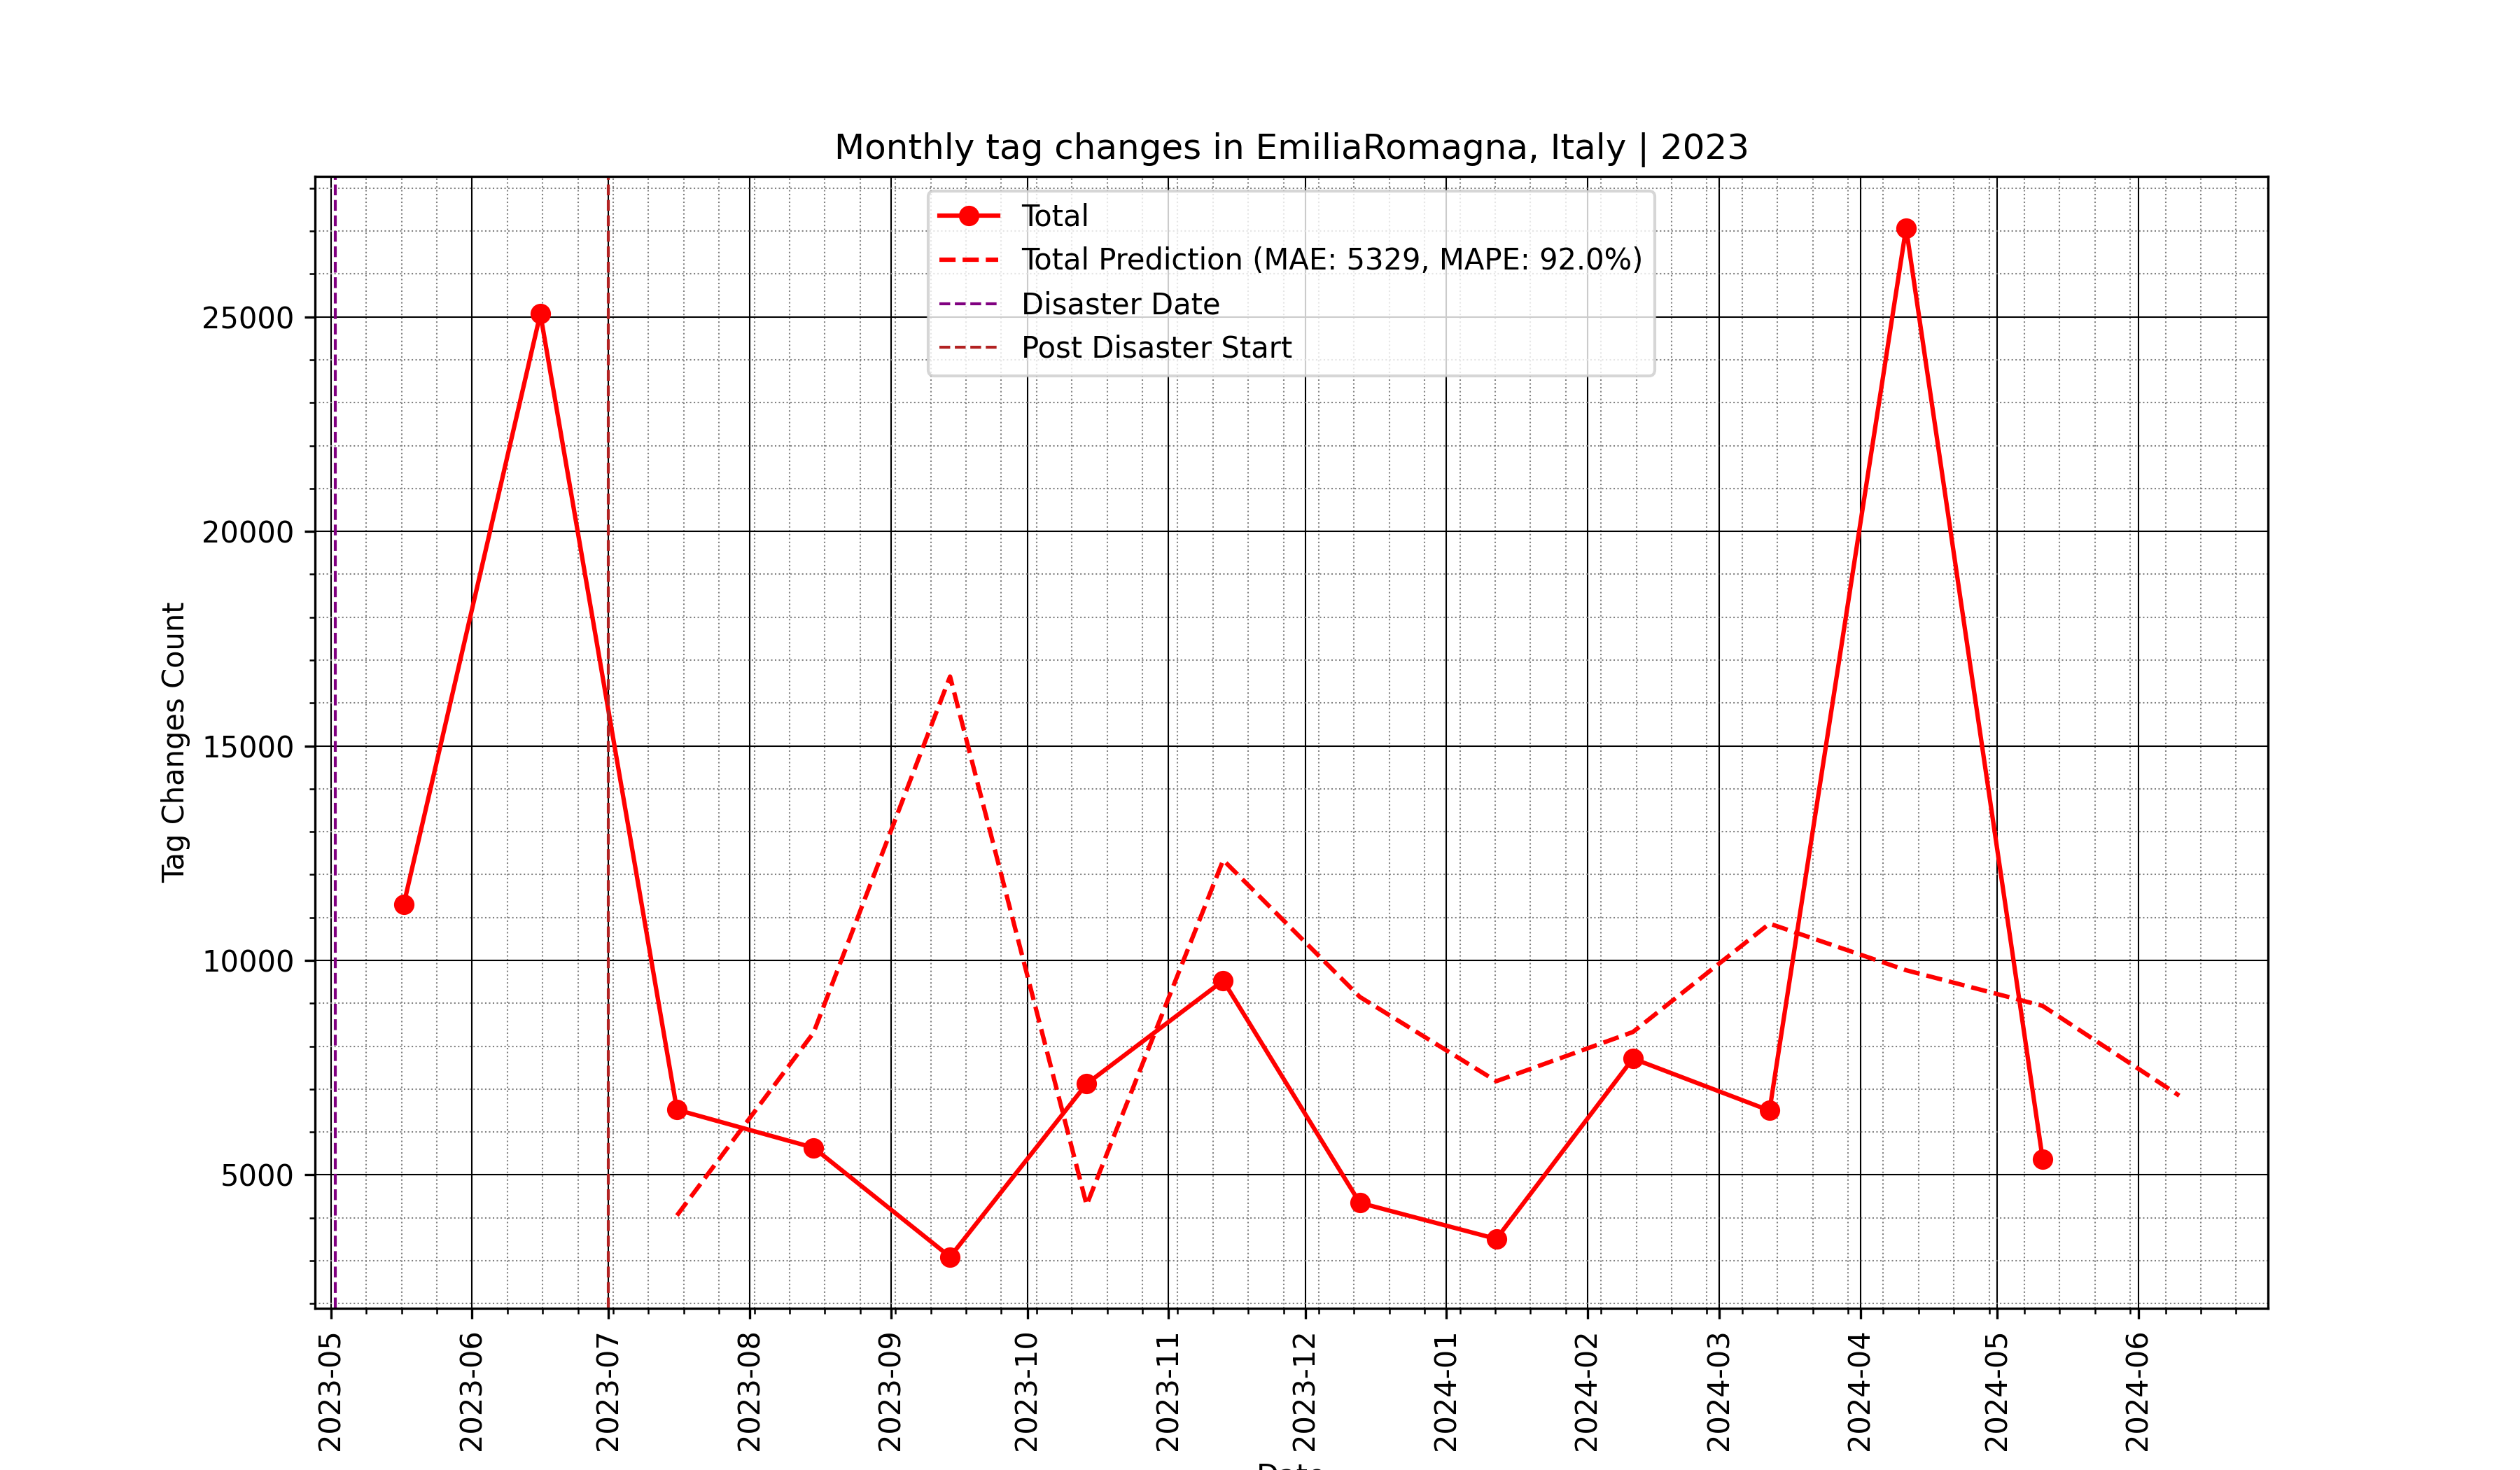 Monthly tag changes in EmiliaRomagna, Italy | 2023
Total
Total Prediction (MAE: 5329, MAPE: 92.0%)
Disaster Date
Post Disaster Start
Tag Changes Count
25000
20000
15000
10000
5000
2023-05
2023-06
2023-07
2023-08
2023-09
2023-10
2023-11
2023-12
2024-01
2024-02
2024-03
2024-04
2024-05
2024-06
Date